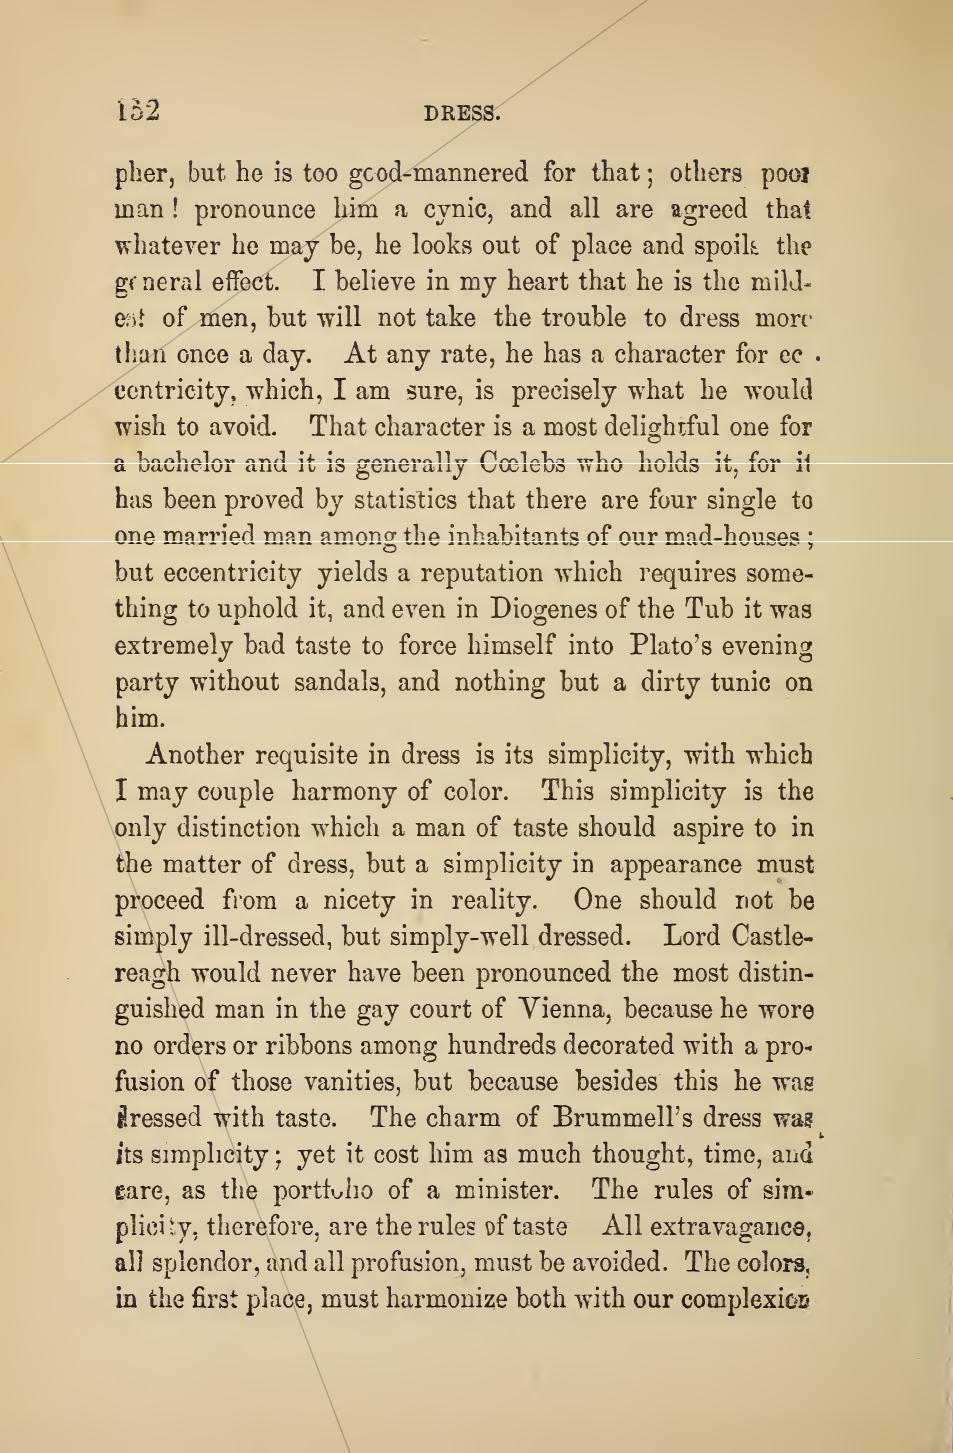 152 DRESS.
pher, but he is too good-mannered for that; others poor
man! pronounce him a cynic, and all are agreed that
whatever he may be, he looks out of place and spoils the
general effect. I believe in my heart that he is the mild-
est of men, but will not take the trouble to dress more
than once a day. At any rate, he has a character for ec-
centricity, which, I am sure, is precisely what he would
wish to avoid. That character is a most delightful one for
a bachelor and it is generally Cœlebs who holds it, for it
has been proved by statistics that there are four single to
one married man among the inhabitants of our mad-houses;
but eccentricity yields a reputation which requires some-
thing to uphold it, and even in Diogenes of the Tub it was
extremely bad taste to force himself into Plato's evening
party without sandals, and nothing but a dirty tunic on
him.
Another requisite in dress is its simplicity, with which
I may couple harmony of color. This simplicity is the
only distinction which a man of taste should aspire to in
the matter of dress, but a simplicity in appearance must
proceed from a nicety in reality. One should not be
simply ill-dressed, but simply-well dressed. Lord Castle-
reagh would never have been pronounced the most distin-
guished man in the gay court of Vienna, because he wore
no orders or ribbons among hundreds decorated with a pro-
fusion of those vanities, but because besides this he was
dressed with taste. The charm of Brummell's dress was
its simplicity; yet it cost him as much thought, time, and
care, as the portfolio of a minister. The rules of sim-
plicity, therefore, are the rules of taste All extravagance,
all splendor, and all profusion, must be avoided. The colors,
in the first place, must harmonize both with our complexion